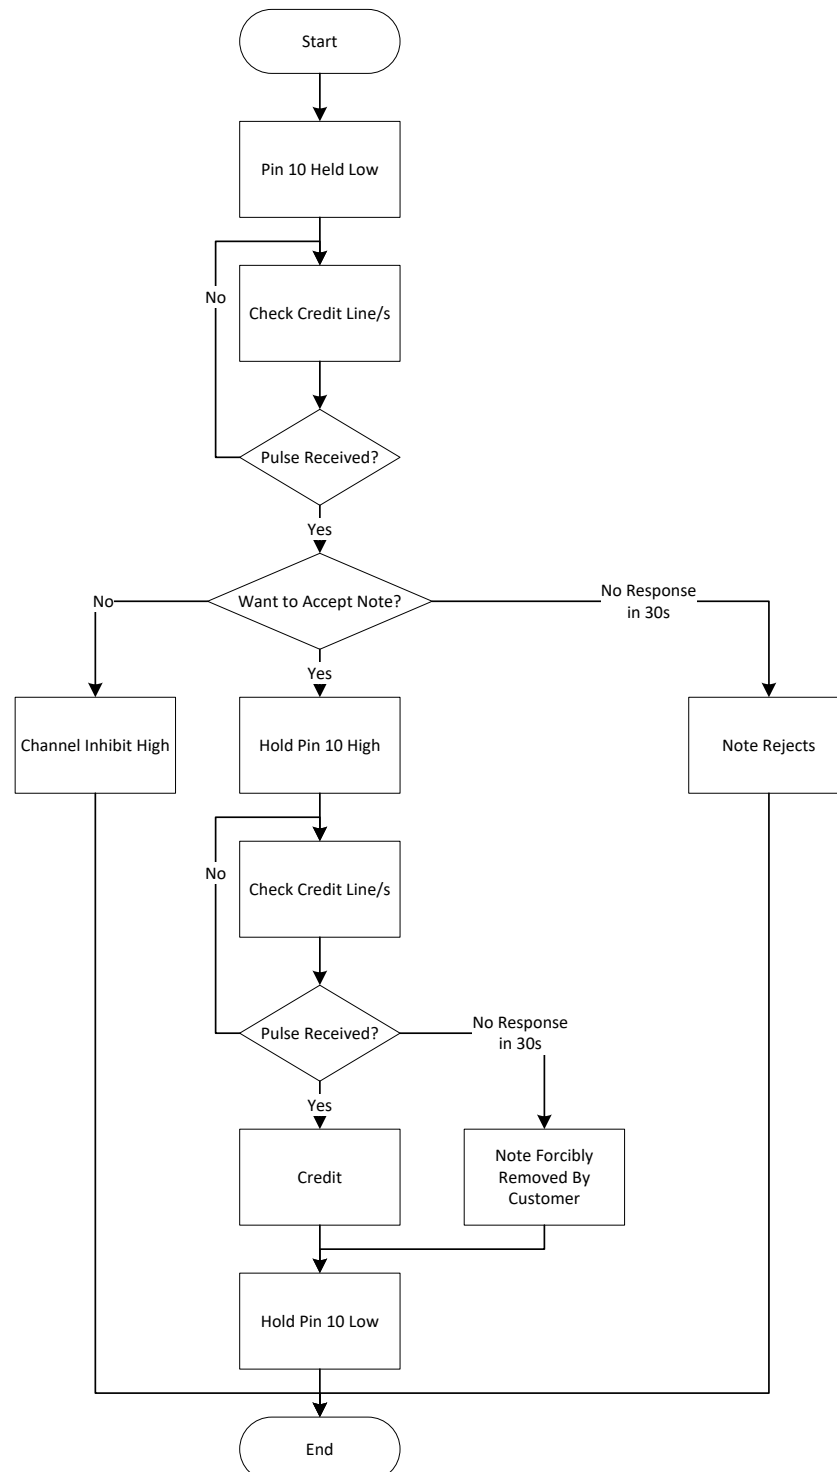 Start
Pin 10 Held Low
No
Check Credit Line/s
Pulse Received?
Yes
No
Want to Accept Note?
No Response
in 30s
Yes
Channel Inhibit High
Hold Pin 10 High
Note Rejects
No
Check Credit Line/s
Pulse Received?
No Response
in 30s
Yes
Credit
Note Forcibly
Removed By
Customer
Hold Pin 10 Low
End